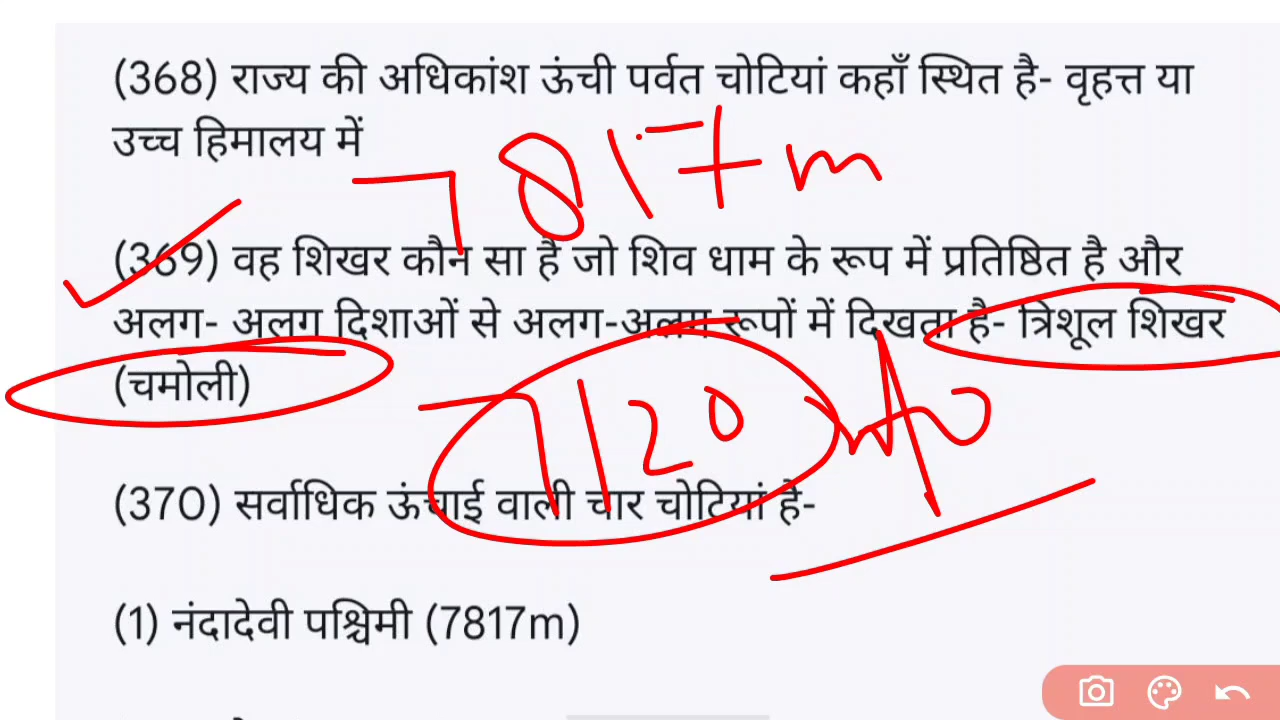 (368) राज्य की अधिकांश ऊंची पर्वत चोटियां कहाँ स्थित है- वृहत्त या
उच्च हिमालय में
7817m
(369) वह शिखर कौन सा है जो शिव धाम के रूप में प्रतिष्ठित है और
अलग- अलग दिशाओं से अलग-अलग रूपों में दिखता है- त्रिशूल शिखर
(चमोली)
7120
(370) सर्वाधिक ऊंचाई वाली चार चोटियां है-
(1) नंदादेवी पश्चिमी (7817m)